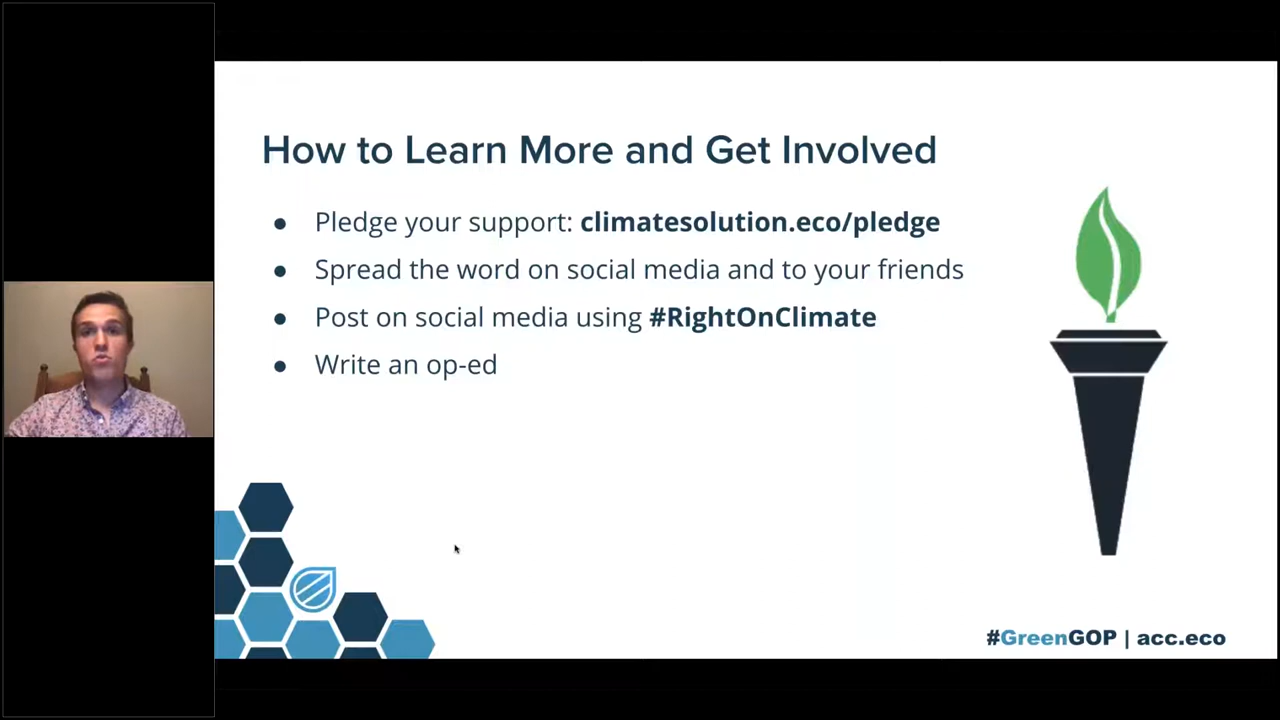 How to Learn More and Get Involved
● Pledge your support: climatesolution.eco/pledge
● Spread the word on social media and to your friends
● Post on social media using #RightOnClimate
● Write an op-ed
#GreenGOP | acc.eco